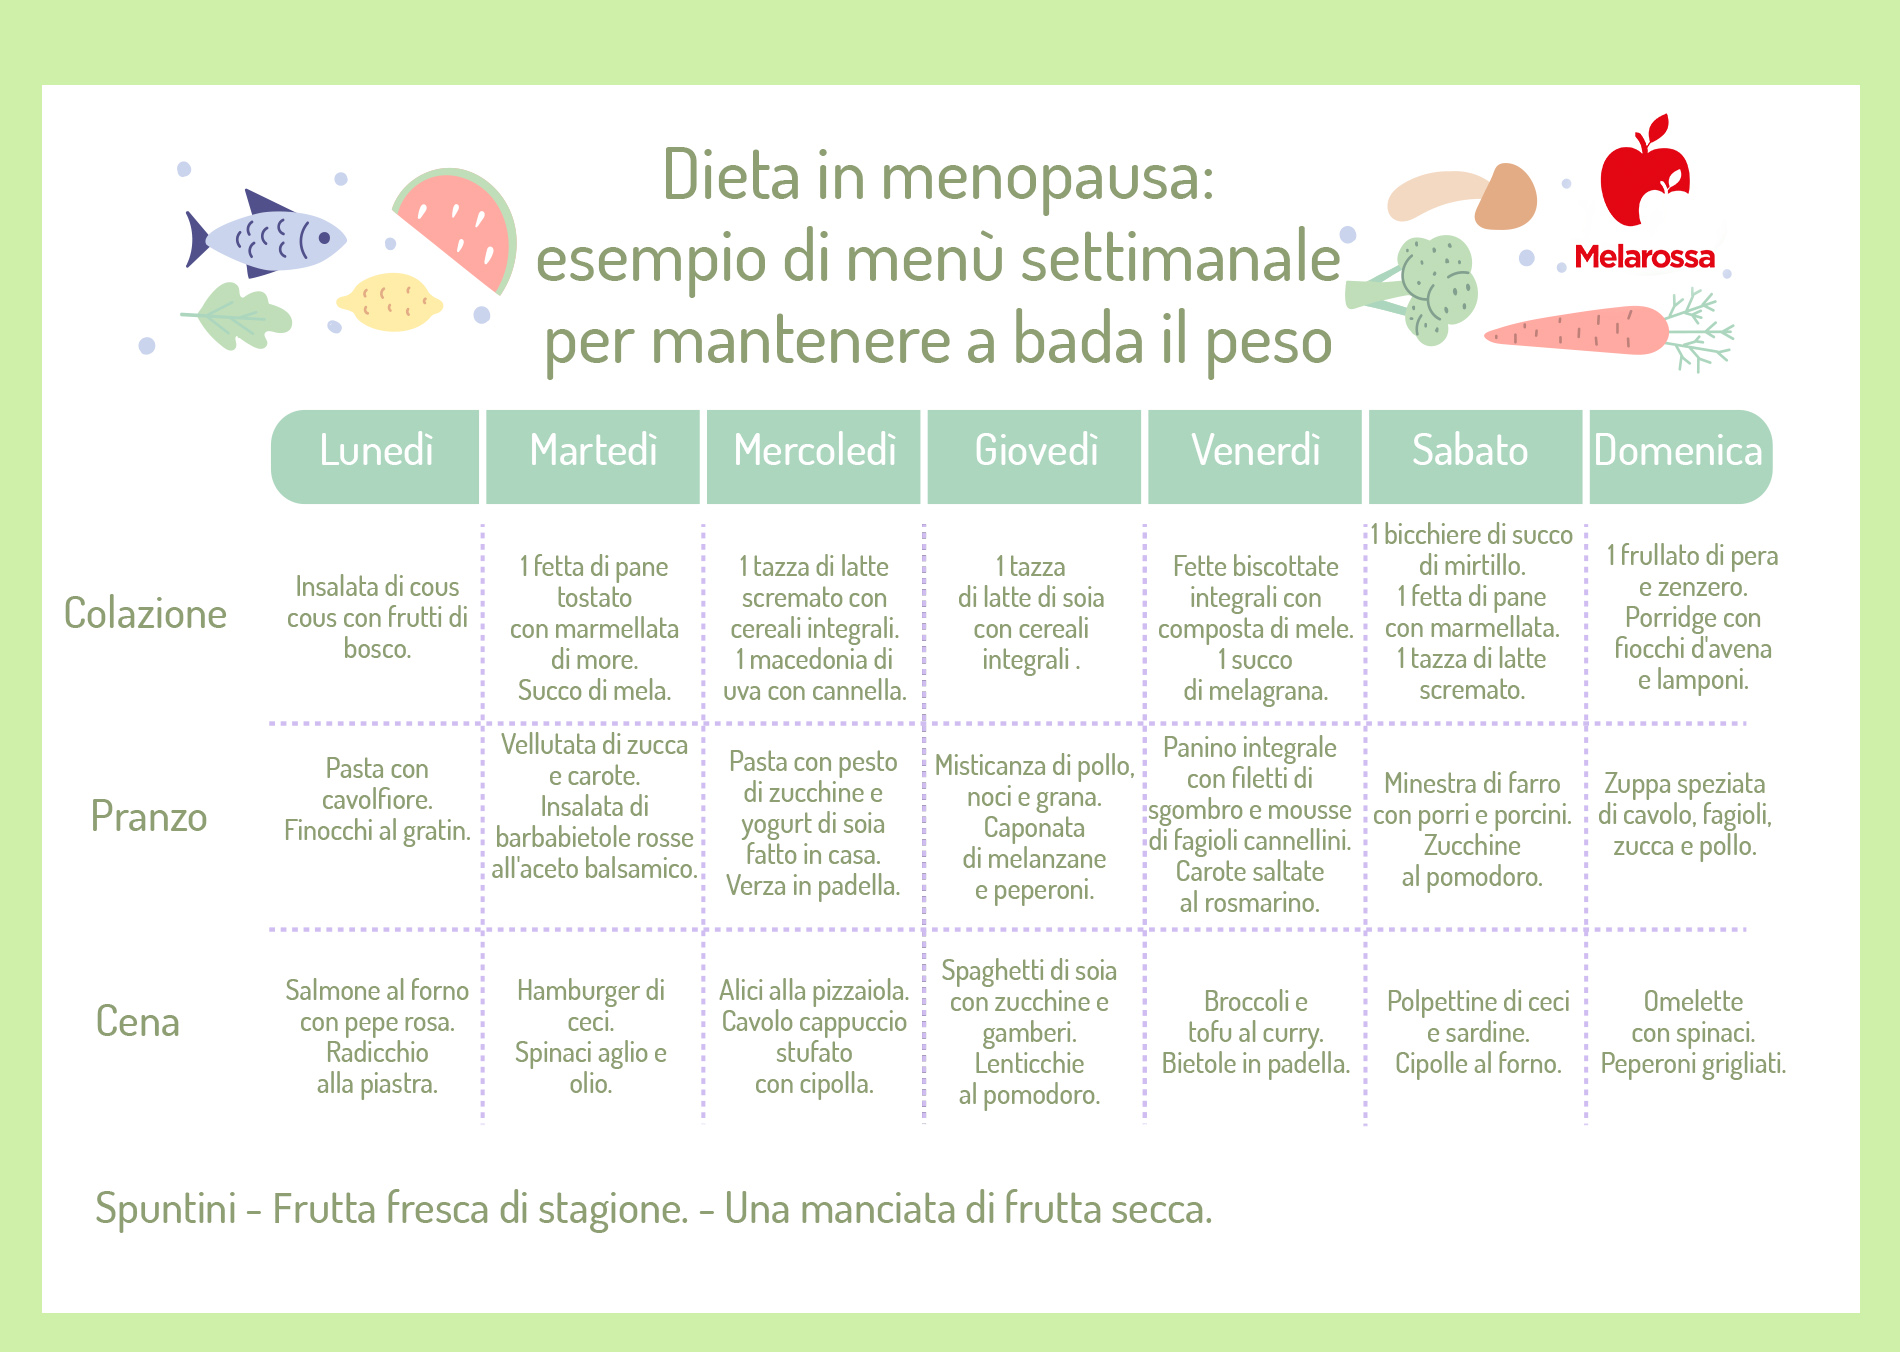 Dieta in menopausa:
esempio di menù settimanale
per mantenere a bada il peso
Melarossa
Lunedì
Martedì
Mercoledì
Giovedì
Venerdì
Sabato
Domenica
Colazione
Insalata di cous
cous con frutti di
bosco.
1 fetta di pane
tostato
con marmellata
di more.
Succo di mela.
1 tazza di latte
scremato con
cereali integrali.
1 macedonia di
uva con cannella.
1 tazza
di latte di soia
con cereali
integrali .
Fette biscottate
integrali con
composta di mele.
1 succo
di melagrana.
1 bicchiere di succo
di mirtillo.
1 fetta di pane
con marmellata.
1 tazza di latte
scremato.
1 frullato di pera
e zenzero.
Porridge con
fiocchi d'avena
e lamponi.
Pranzo
Pasta con
cavolfiore.
Finocchi al gratin.
Vellutata di zucca
e carote.
Insalata di
barbabietole rosse
all'aceto balsamico.
Pasta con pesto
di zucchine e
yogurt di soia
fatto in casa.
Verza in padella.
Misticanza di pollo,
noci e grana.
Caponata
di melanzane
e peperoni.
Panino integrale
con filetti di
sgombro e mousse
di fagioli cannellini.
Carote saltate
al rosmarino.
Minestra di farro
con porri e porcini.
Zucchine
al pomodoro.
Zuppa speziata
di cavolo, fagioli,
zucca e pollo.
Cena
Salmone al forno
con pepe rosa.
Radicchio
alla piastra.
Hamburger di
ceci.
Spinaci aglio e
olio.
Alici alla pizzaiola.
Cavolo cappuccio
stufato
con cipolla.
Spaghetti di soia
con zucchine e
gamberi.
Lenticchie
al pomodoro.
Broccoli e
tofu al curry.
Bietole in padella.
Polpettine di ceci
e sardine.
Cipolle al forno.
Omelette
con spinaci.
Peperoni grigliati.
Spuntini - Frutta fresca di stagione. - Una manciata di frutta secca.